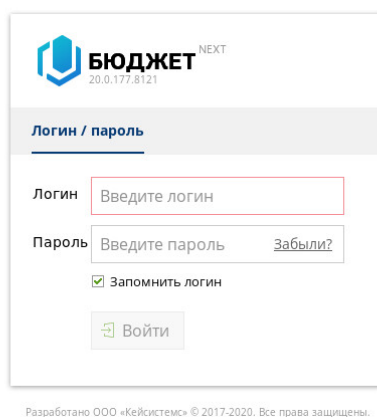 БЮДЖЕТ NEXT
20.0.177.8121
Логин / пароль
Логин Введите логин
Пароль Введите пароль Забыли?
Запомнить логин
Войти
Разработано ООО «Кейсистемс» © 2017-2020. Все права защищены.